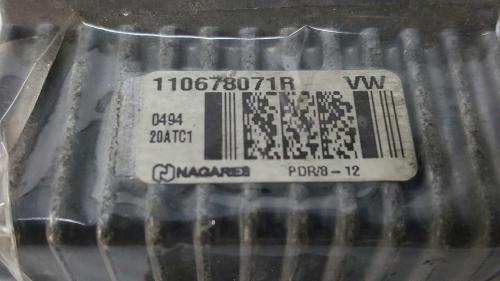 110678071R VW
0494
20ATC1
NAGARES PDR/8-12